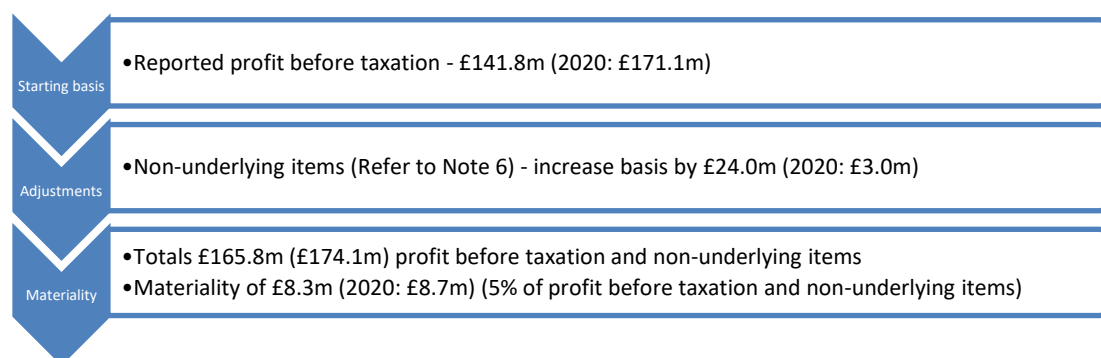 Starting basis
•Reported profit before taxation - £141.8m (2020: £171.1m)
Adjustments
•Non-underlying items (Refer to Note 6) - increase basis by £24.0m (2020: £3.0m)
Materiality
•Totals £165.8m (£174.1m) profit before taxation and non-underlying items
•Materiality of £8.3m (2020: £8.7m) (5% of profit before taxation and non-underlying items)